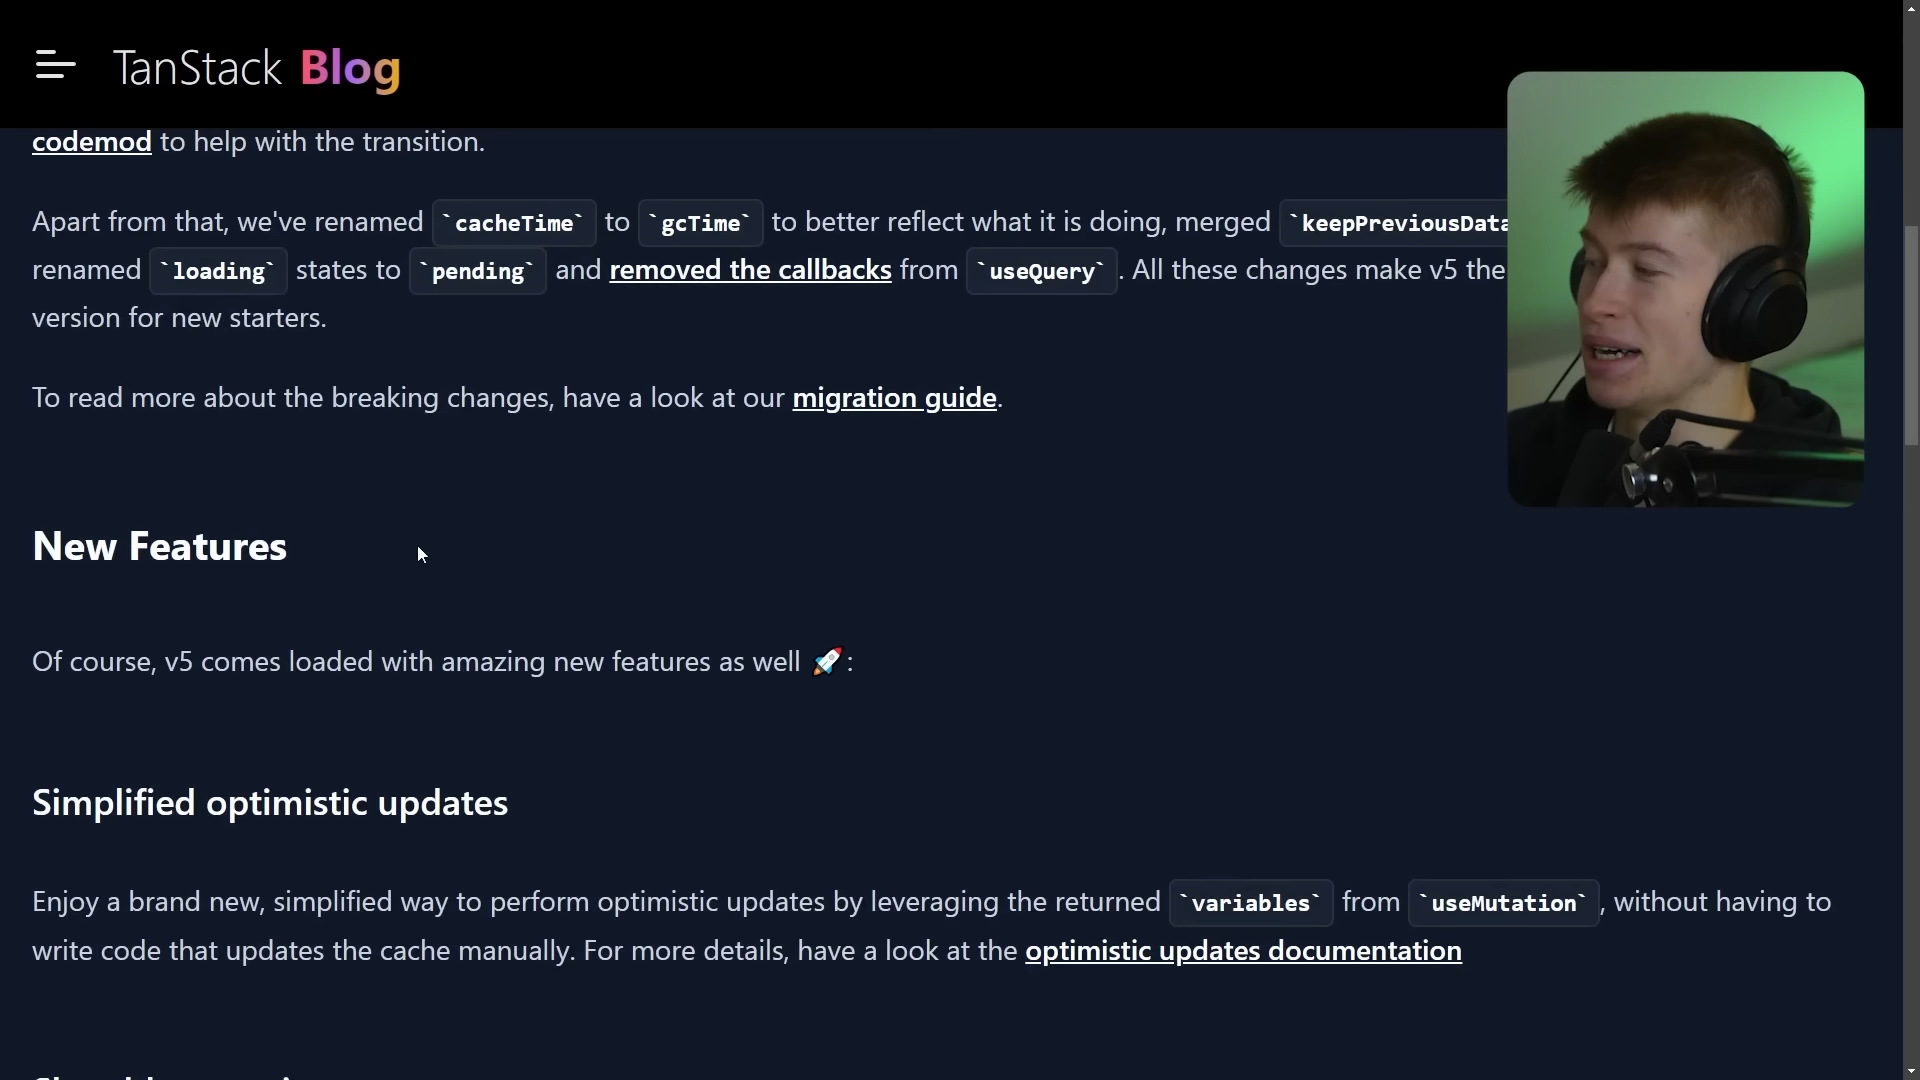 TanStack Blog
codemod to help with the transition.
Apart from that, we've renamed `cacheTime` to `gcTime` to better reflect what it is doing, merged `keepPreviousData
renamed `loading` states to `pending` and removed the callbacks from `useQuery`. All these changes make v5 the
version for new starters.
To read more about the breaking changes, have a look at our migration guide.
New Features
Of course, v5 comes loaded with amazing new features as well 🚀:
Simplified optimistic updates
Enjoy a brand new, simplified way to perform optimistic updates by leveraging the returned `variables` from `useMutation`, without having to
write code that updates the cache manually. For more details, have a look at the optimistic updates documentation